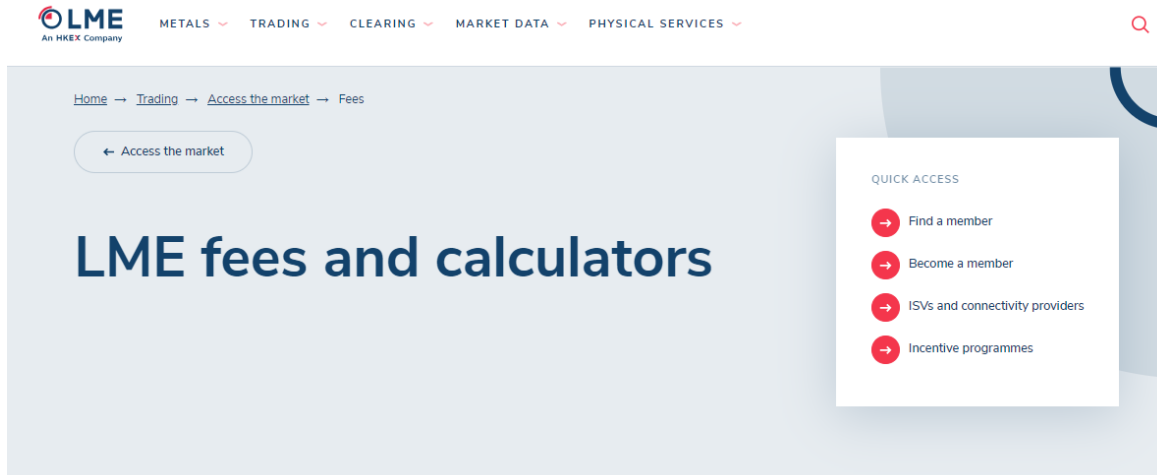 LME
An HKEX Company
METALS TRADING CLEARING MARKET DATA PHYSICAL SERVICES
Home → Trading → Access the market → Fees
← Access the market
LME fees and calculators
QUICK ACCESS
→ Find a member
→ Become a member
→ ISVs and connectivity providers
→ Incentive programmes